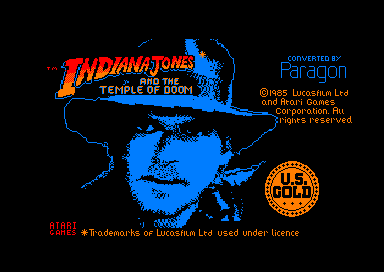 THE INDIANA JONES
AND THE
TEMPLE OF DOOM
CONVERTED BY
Paragon
©1985 Lucasfilm Ltd
and Atari Games
Corporation. All
rights reserved
U.S.
GOLD
ATARI
GAMES
*Trademarks of Lucasfilm Ltd used under licence